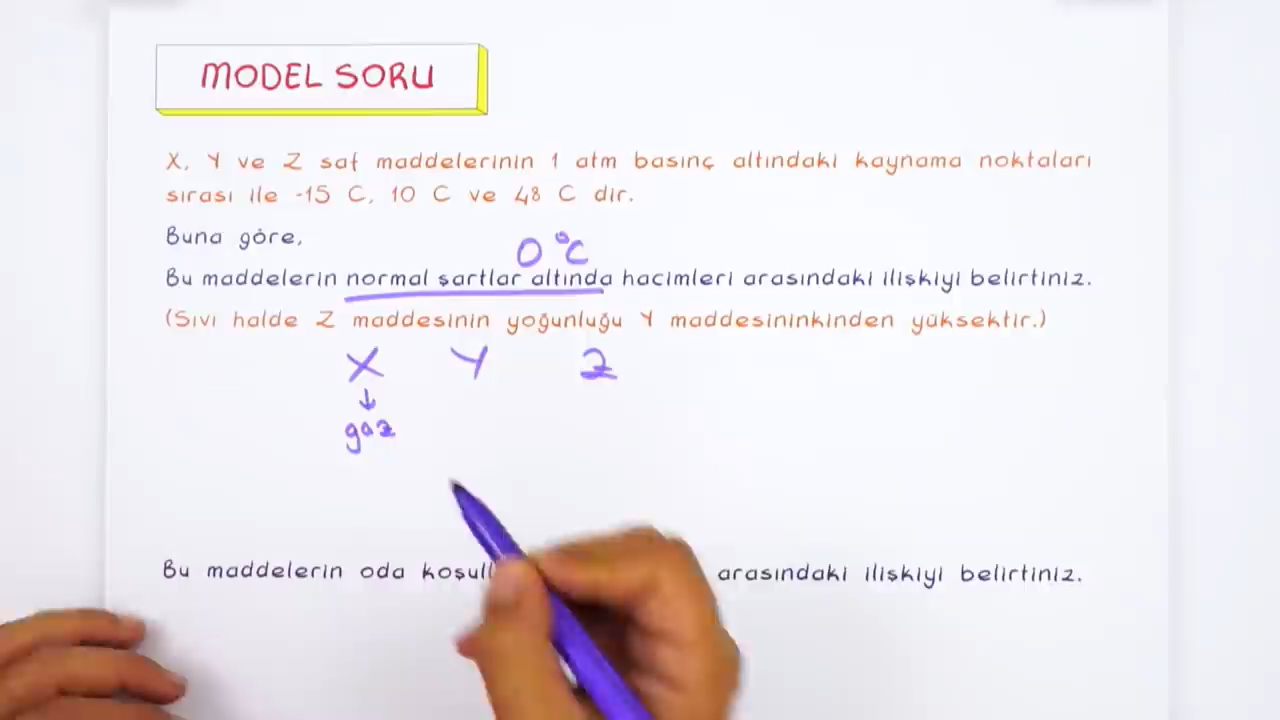 MODEL SORU
X, Y ve Z saf maddelerinin 1 atm basınç altındaki kaynama noktaları
sırası ile -15 C, 10 C ve 48 C dir.
Buna göre,
0 °C
Bu maddelerin normal şartlar altında hacimleri arasındaki ilişkiyi belirtiniz.
(Sıvı halde Z maddesinin yoğunluğu Y maddesininkinden yüksektir.)
X Y Z
↓
gaz
Bu maddelerin oda arasındaki ilişkiyi belirtiniz.